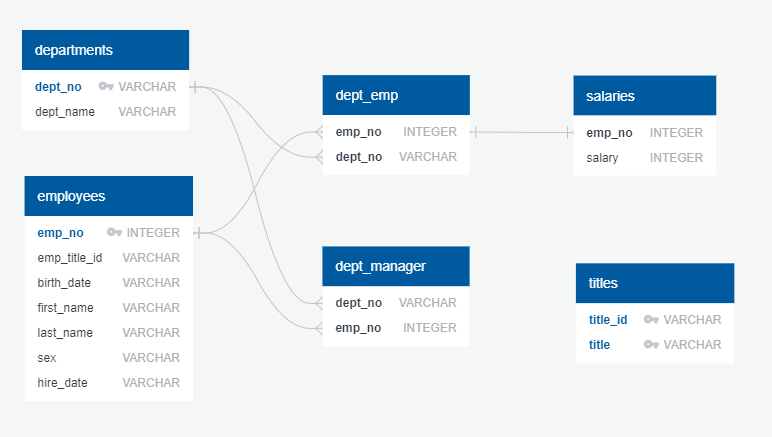 departments
dept_no VARCHAR
dept_name VARCHAR
employees
emp_no INTEGER
emp_title_id VARCHAR
birth_date VARCHAR
first_name VARCHAR
last_name VARCHAR
sex VARCHAR
hire_date VARCHAR
dept_emp
emp_no INTEGER
dept_no VARCHAR
dept_manager
dept_no VARCHAR
emp_no INTEGER
salaries
emp_no INTEGER
salary INTEGER
titles
title_id VARCHAR
title VARCHAR